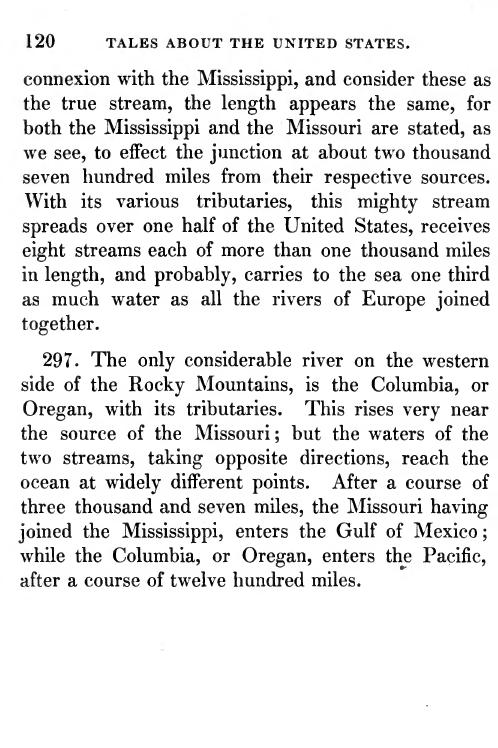 120 TALES ABOUT THE UNITED STATES.
connexion with the Mississippi, and consider these as
the true stream, the length appears the same, for
both the Mississippi and the Missouri are stated, as
we see, to effect the junction at about two thousand
seven hundred miles from their respective sources.
With its various tributaries, this mighty stream
spreads over one half of the United States, receives
eight streams each of more than one thousand miles
in length, and probably, carries to the sea one third
as much water as all the rivers of Europe joined
together.
297. The only considerable river on the western
side of the Rocky Mountains, is the Columbia, or
Oregan, with its tributaries. This rises very near
the source of the Missouri; but the waters of the
two streams, taking opposite directions, reach the
ocean at widely different points. After a course of
three thousand and seven miles, the Missouri having
joined the Mississippi, enters the Gulf of Mexico;
while the Columbia, or Oregan, enters the Pacific,
after a course of twelve hundred miles.